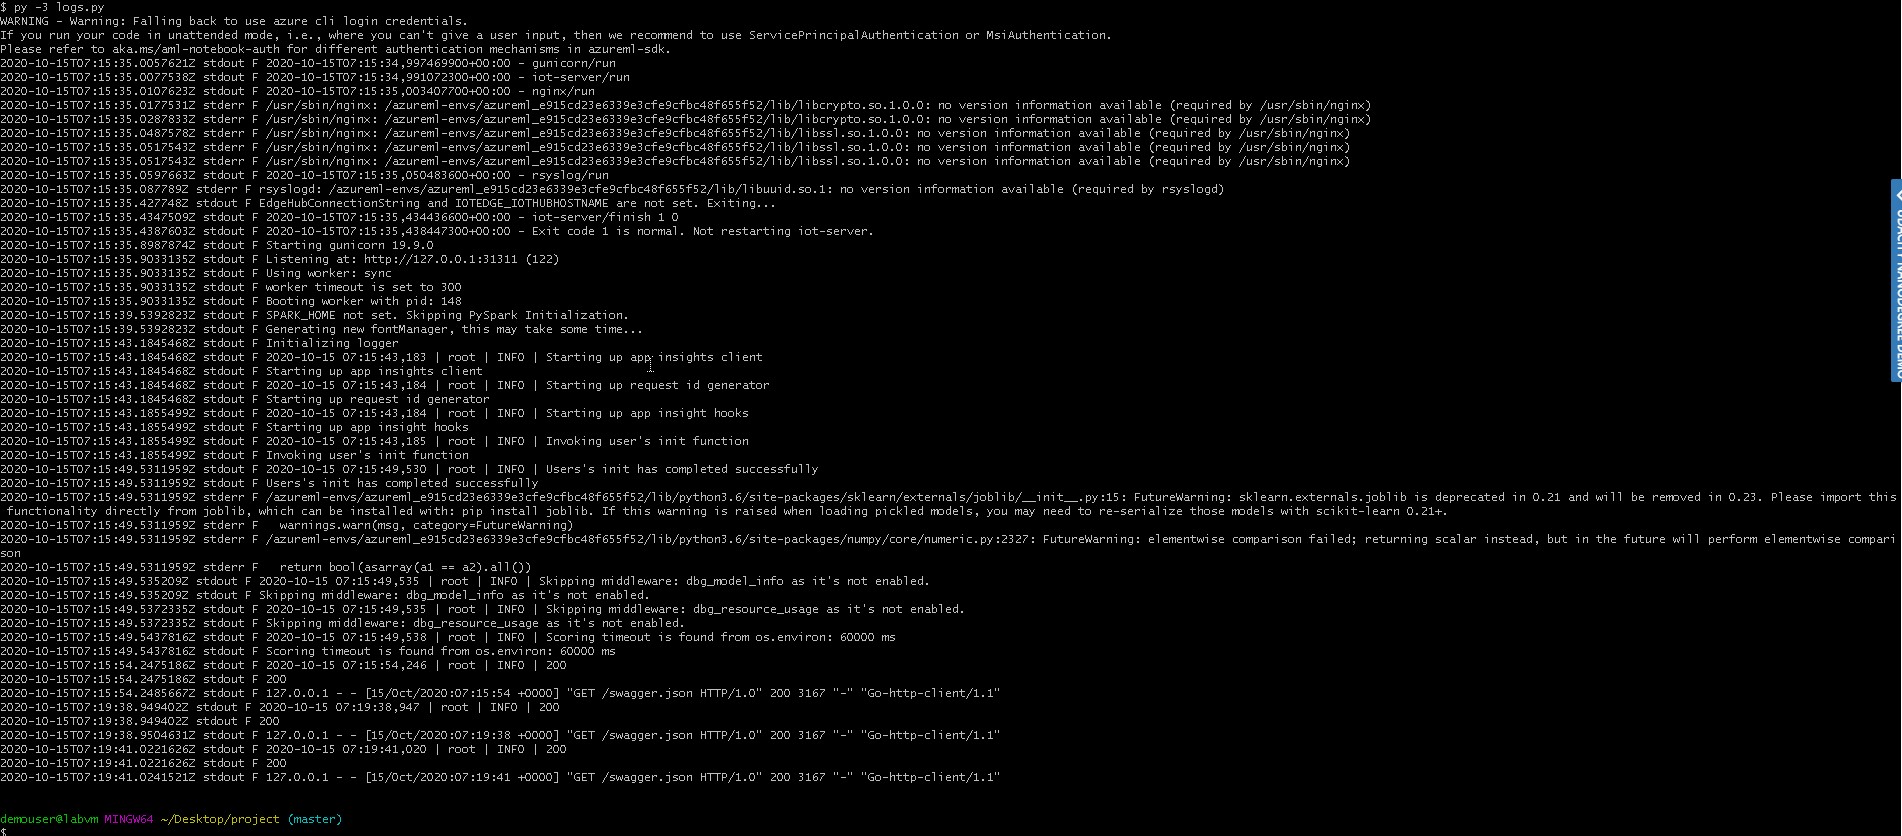 $ py -3 logs.py
WARNING - Warning: Falling back to use azure cli login credentials.
If you run your code in unattended mode, i.e., where you can't give a user input, then we recommend to use ServicePrincipalAuthentication or MsiAuthentication.
Please refer to aka.ms/aml-notebook-auth for different authentication mechanisms in azureml-sdk.
2020-10-15T07:15:35.0057621Z stdout F 2020-10-15T07:15:34,997469900+00:00 - gunicorn/run
2020-10-15T07:15:35.0077538Z stdout F 2020-10-15T07:15:34,991072300+00:00 - iot-server/run
2020-10-15T07:15:35.0107623Z stdout F 2020-10-15T07:15:35,003407700+00:00 - nginx/run
2020-10-15T07:15:35.0177531Z stderr F /usr/sbin/nginx: /azureml-envs/azureml_e915cd23e6339e3cfe9cfbc48f655f52/lib/libcrypto.so.1.0.0: no version information available (required by /usr/sbin/nginx)
2020-10-15T07:15:35.0287833Z stderr F /usr/sbin/nginx: /azureml-envs/azureml_e915cd23e6339e3cfe9cfbc48f655f52/lib/libcrypto.so.1.0.0: no version information available (required by /usr/sbin/nginx)
2020-10-15T07:15:35.0487578Z stderr F /usr/sbin/nginx: /azureml-envs/azureml_e915cd23e6339e3cfe9cfbc48f655f52/lib/libssl.so.1.0.0: no version information available (required by /usr/sbin/nginx)
2020-10-15T07:15:35.0517543Z stderr F /usr/sbin/nginx: /azureml-envs/azureml_e915cd23e6339e3cfe9cfbc48f655f52/lib/libssl.so.1.0.0: no version information available (required by /usr/sbin/nginx)
2020-10-15T07:15:35.0517543Z stderr F /usr/sbin/nginx: /azureml-envs/azureml_e915cd23e6339e3cfe9cfbc48f655f52/lib/libssl.so.1.0.0: no version information available (required by /usr/sbin/nginx)
2020-10-15T07:15:35.0597663Z stdout F 2020-10-15T07:15:35,050483600+00:00 - rsyslog/run
2020-10-15T07:15:35.087789Z stderr F rsyslogd: /azureml-envs/azureml_e915cd23e6339e3cfe9cfbc48f655f52/lib/libuuid.so.1: no version information available (required by rsyslogd)
2020-10-15T07:15:35.427748Z stdout F EdgeHubConnectionString and IOTEDGE_IOTHUBHOSTNAME are not set. Exiting...
2020-10-15T07:15:35.4347509Z stdout F 2020-10-15T07:15:35,434436600+00:00 - iot-server/finish 1 0
2020-10-15T07:15:35.4387603Z stdout F 2020-10-15T07:15:35,438447300+00:00 - Exit code 1 is normal. Not restarting iot-server.
2020-10-15T07:15:35.8987874Z stdout F Starting gunicorn 19.9.0
2020-10-15T07:15:35.9033135Z stdout F Listening at: http://127.0.0.1:31311 (122)
2020-10-15T07:15:35.9033135Z stdout F Using worker: sync
2020-10-15T07:15:35.9033135Z stdout F worker timeout is set to 300
2020-10-15T07:15:35.9033135Z stdout F Booting worker with pid: 148
2020-10-15T07:15:39.5392823Z stdout F SPARK_HOME not set. Skipping PySpark Initialization.
2020-10-15T07:15:39.5392823Z stdout F Generating new fontManager, this may take some time...
2020-10-15T07:15:43.1845468Z stdout F Initializing logger
2020-10-15T07:15:43.1845468Z stdout F 2020-10-15 07:15:43,183 | root | INFO | Starting up app insights client
2020-10-15T07:15:43.1845468Z stdout F Starting up app insights client
2020-10-15T07:15:43.1845468Z stdout F 2020-10-15 07:15:43,184 | root | INFO | Starting up request id generator
2020-10-15T07:15:43.1845468Z stdout F Starting up request id generator
2020-10-15T07:15:43.1855499Z stdout F 2020-10-15 07:15:43,184 | root | INFO | Starting up app insight hooks
2020-10-15T07:15:43.1855499Z stdout F Starting up app insight hooks
2020-10-15T07:15:43.1855499Z stdout F 2020-10-15 07:15:43,185 | root | INFO | Invoking user's init function
2020-10-15T07:15:43.1855499Z stdout F Invoking user's init function
2020-10-15T07:15:49.5311959Z stdout F 2020-10-15 07:15:49,530 | root | INFO | Users's init has completed successfully
2020-10-15T07:15:49.5311959Z stdout F Users's init has completed successfully
2020-10-15T07:15:49.5311959Z stderr F /azureml-envs/azureml_e915cd23e6339e3cfe9cfbc48f655f52/lib/python3.6/site-packages/sklearn/externals/joblib/__init__.py:15: FutureWarning: sklearn.externals.joblib is deprecated in 0.21 and will be removed in 0.23. Please import this
functionality directly from joblib, which can be installed with: pip install joblib. If this warning is raised when loading pickled models, you may need to re-serialize those models with scikit-learn 0.21+.
2020-10-15T07:15:49.5311959Z stderr F   warnings.warn(msg, category=FutureWarning)
2020-10-15T07:15:49.5311959Z stderr F /azureml-envs/azureml_e915cd23e6339e3cfe9cfbc48f655f52/lib/python3.6/site-packages/numpy/core/numeric.py:2327: FutureWarning: elementwise comparison failed; returning scalar instead, but in the future will perform elementwise compari
son
2020-10-15T07:15:49.5311959Z stderr F   return bool(asarray(a1 == a2).all())
2020-10-15T07:15:49.535209Z stdout F 2020-10-15 07:15:49,535 | root | INFO | Skipping middleware: dbg_model_info as it's not enabled.
2020-10-15T07:15:49.535209Z stdout F Skipping middleware: dbg_model_info as it's not enabled.
2020-10-15T07:15:49.5372335Z stdout F 2020-10-15 07:15:49,535 | root | INFO | Skipping middleware: dbg_resource_usage as it's not enabled.
2020-10-15T07:15:49.5372335Z stdout F Skipping middleware: dbg_resource_usage as it's not enabled.
2020-10-15T07:15:49.5437816Z stdout F 2020-10-15 07:15:49,538 | root | INFO | Scoring timeout is found from os.environ: 60000 ms
2020-10-15T07:15:49.5437816Z stdout F Scoring timeout is found from os.environ: 60000 ms
2020-10-15T07:15:54.2475186Z stdout F 2020-10-15 07:15:54,246 | root | INFO | 200
2020-10-15T07:15:54.2475186Z stdout F 200
2020-10-15T07:15:54.2485667Z stdout F 127.0.0.1 - - [15/Oct/2020:07:15:54 +0000] "GET /swagger.json HTTP/1.0" 200 3167 "-" "Go-http-client/1.1"
2020-10-15T07:19:38.949402Z stdout F 2020-10-15 07:19:38,947 | root | INFO | 200
2020-10-15T07:19:38.949402Z stdout F 200
2020-10-15T07:19:38.9504631Z stdout F 127.0.0.1 - - [15/Oct/2020:07:19:38 +0000] "GET /swagger.json HTTP/1.0" 200 3167 "-" "Go-http-client/1.1"
2020-10-15T07:19:41.0221626Z stdout F 2020-10-15 07:19:41,020 | root | INFO | 200
2020-10-15T07:19:41.0221626Z stdout F 200
2020-10-15T07:19:41.0241521Z stdout F 127.0.0.1 - - [15/Oct/2020:07:19:41 +0000] "GET /swagger.json HTTP/1.0" 200 3167 "-" "Go-http-client/1.1"
demouser@labvm MINGW64 ~/Desktop/project (master)
$